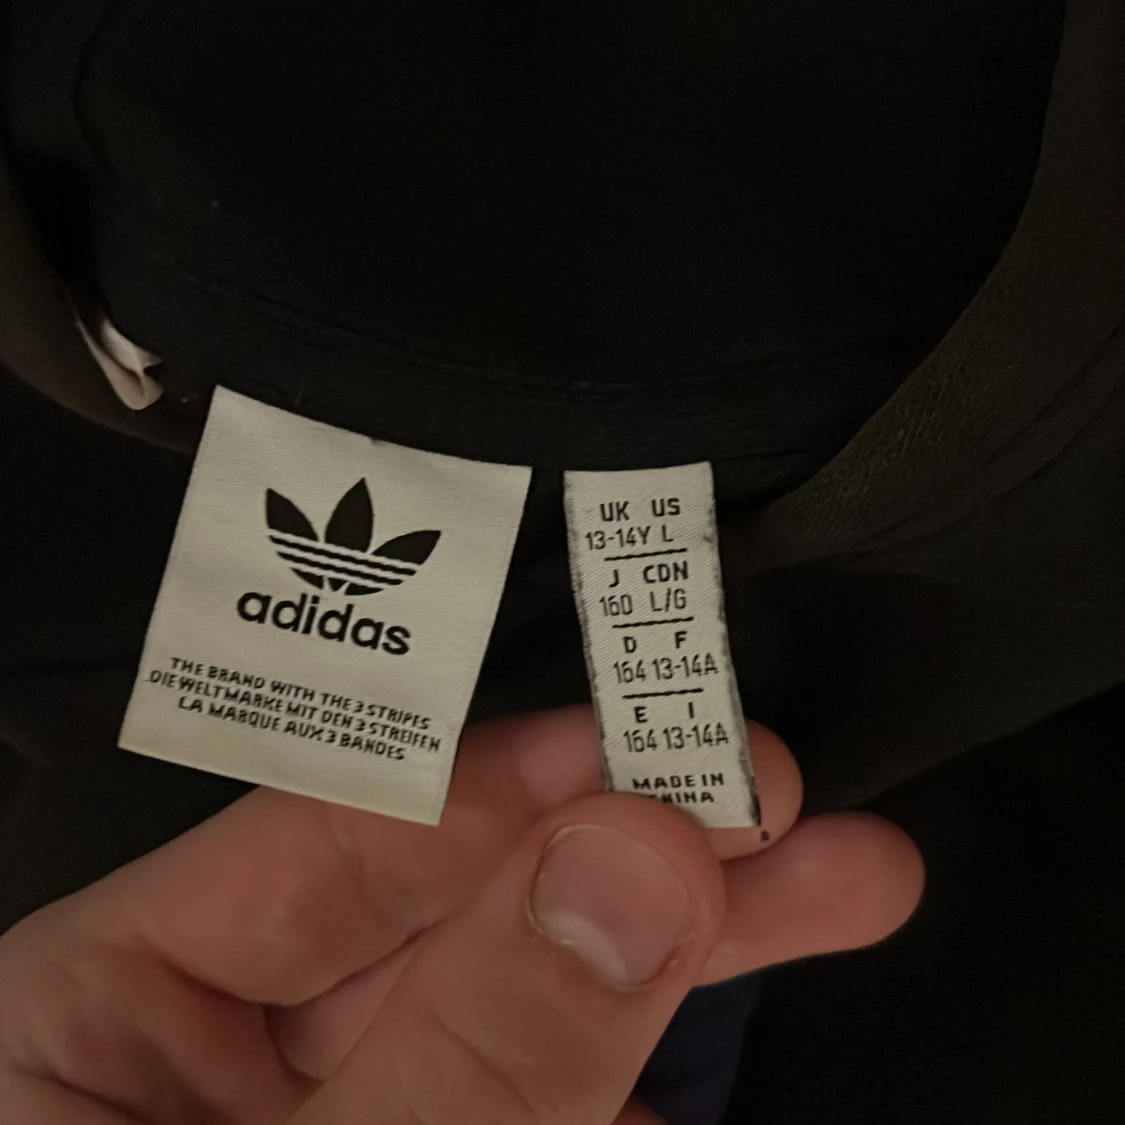 adidas
THE BRAND WITH THE 3 STRIPES
DIE WELTMARKE MIT DEN 3 STREIFEN
LA MARQUE AUX 3 BANDES
UK US
13-14Y L
J CDN
160 L/G
D F
164 13-14A
E I
164 13-14A
MADE IN
CHINA